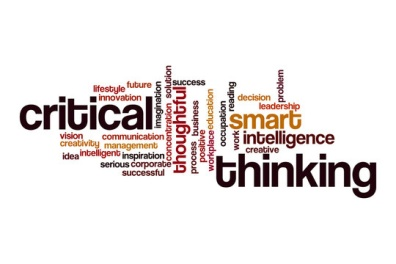 lifestyle
future
innovation
critical
vision
creativity
communication
management
idea
intelligent
inspiration
serious
corporate
successful
imagination
concentration
solution
thoughtful
success
process
business
positive
workplace
education
occupation
work
reading
decision
leadership
problem
smart
intelligence
creative
thinking